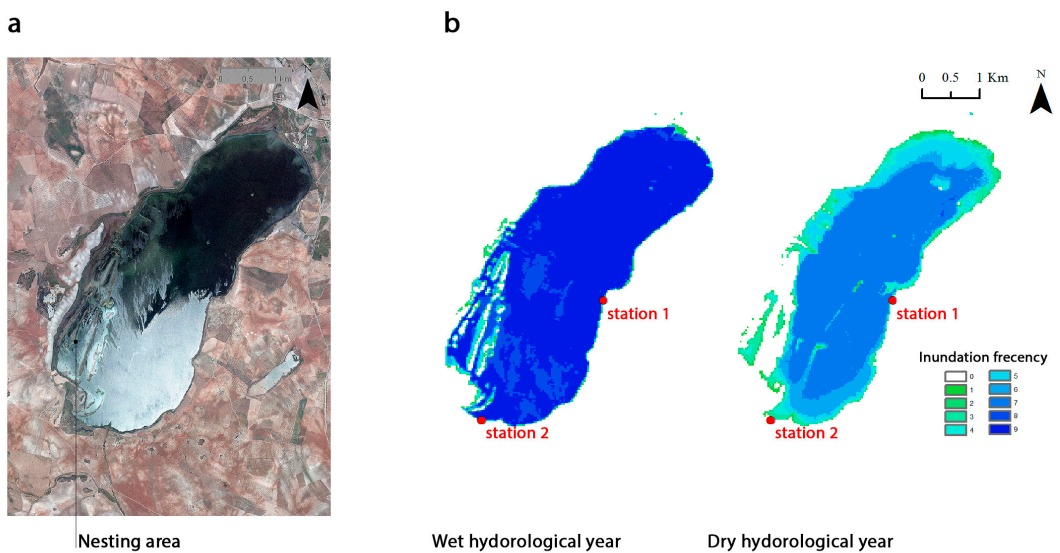 a
b
0 0.5 1 Km
0 0.5 1 Km
N
station 1
station 1
Inundation frecency
0 5
1 6
2 7
3 8
4 9
station 2
station 2
Nesting area
Wet hydorological year
Dry hydorological year